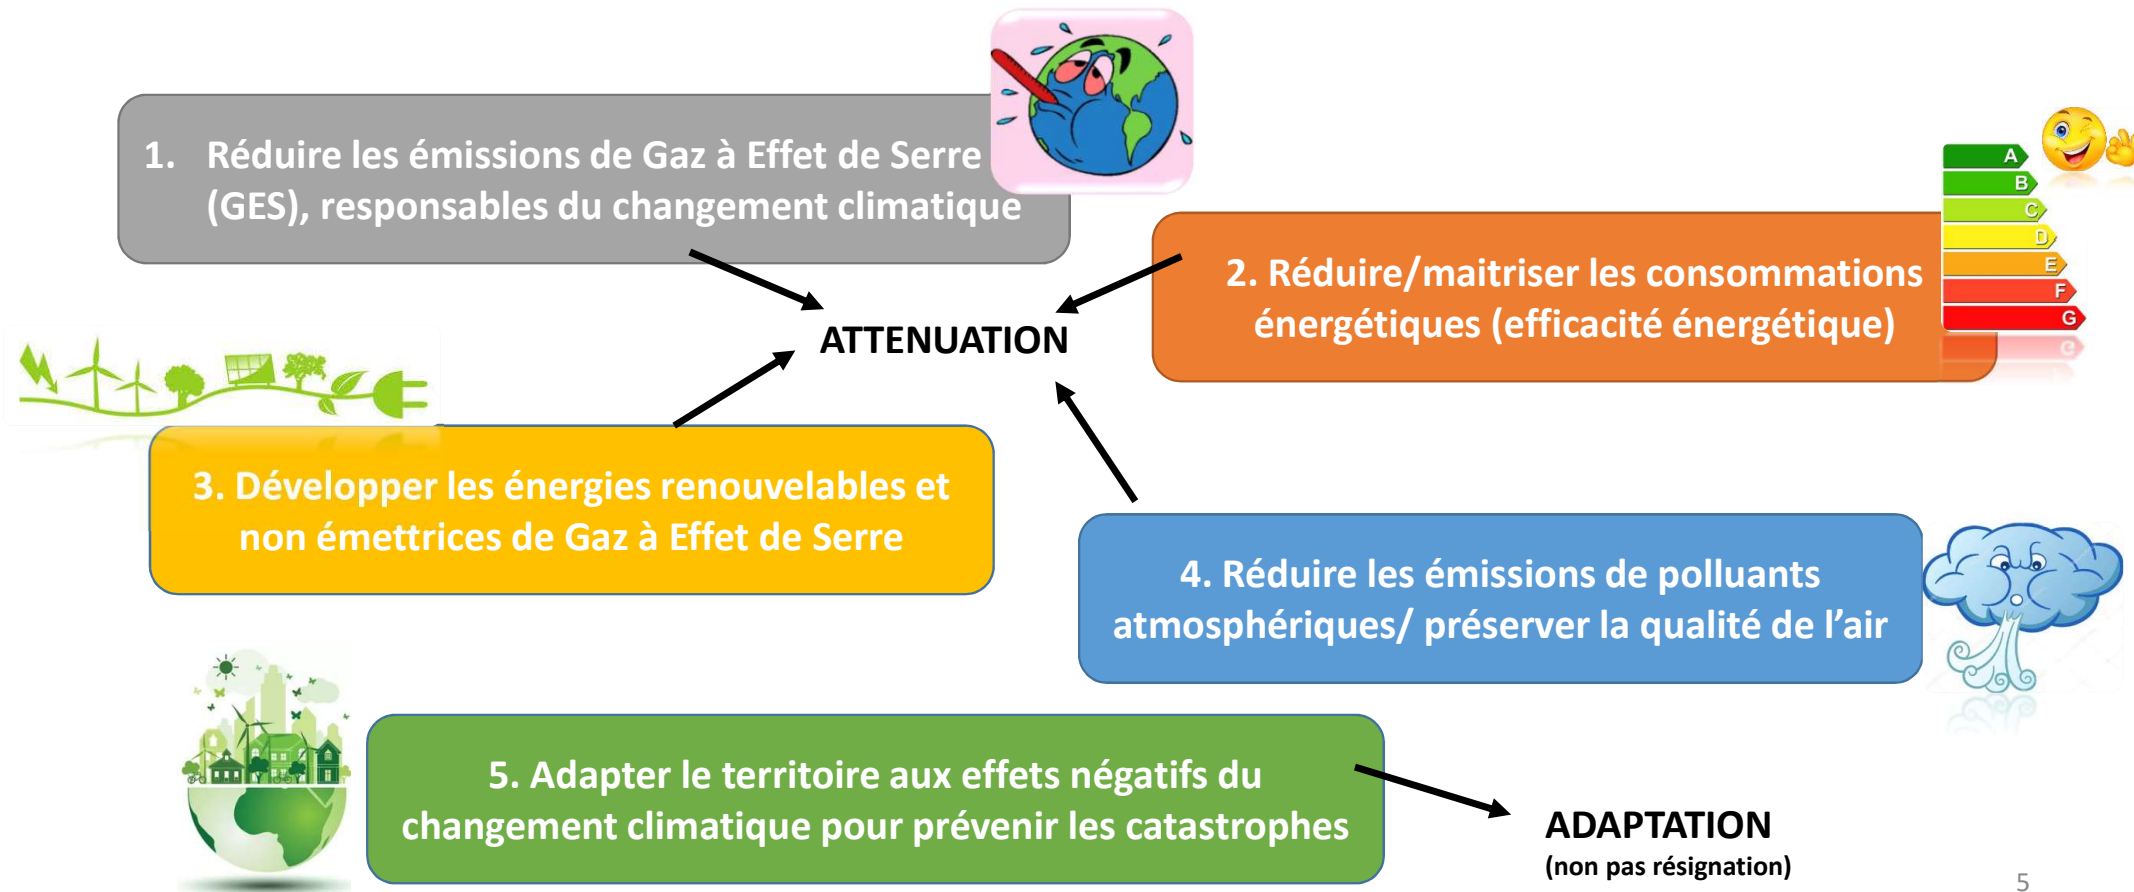 1. Réduire les émissions de Gaz à Effet de Serre
(GES), responsables du changement climatique
A
B
C
D
E
F
G
2. Réduire/maitriser les consommations
énergétiques (efficacité énergétique)
ATTENUATION
3. Développer les énergies renouvelables et
non émettrices de Gaz à Effet de Serre
4. Réduire les émissions de polluants
atmosphériques/ préserver la qualité de l’air
5. Adapter le territoire aux effets négatifs du
changement climatique pour prévenir les catastrophes
ADAPTATION
(non pas résignation)
5